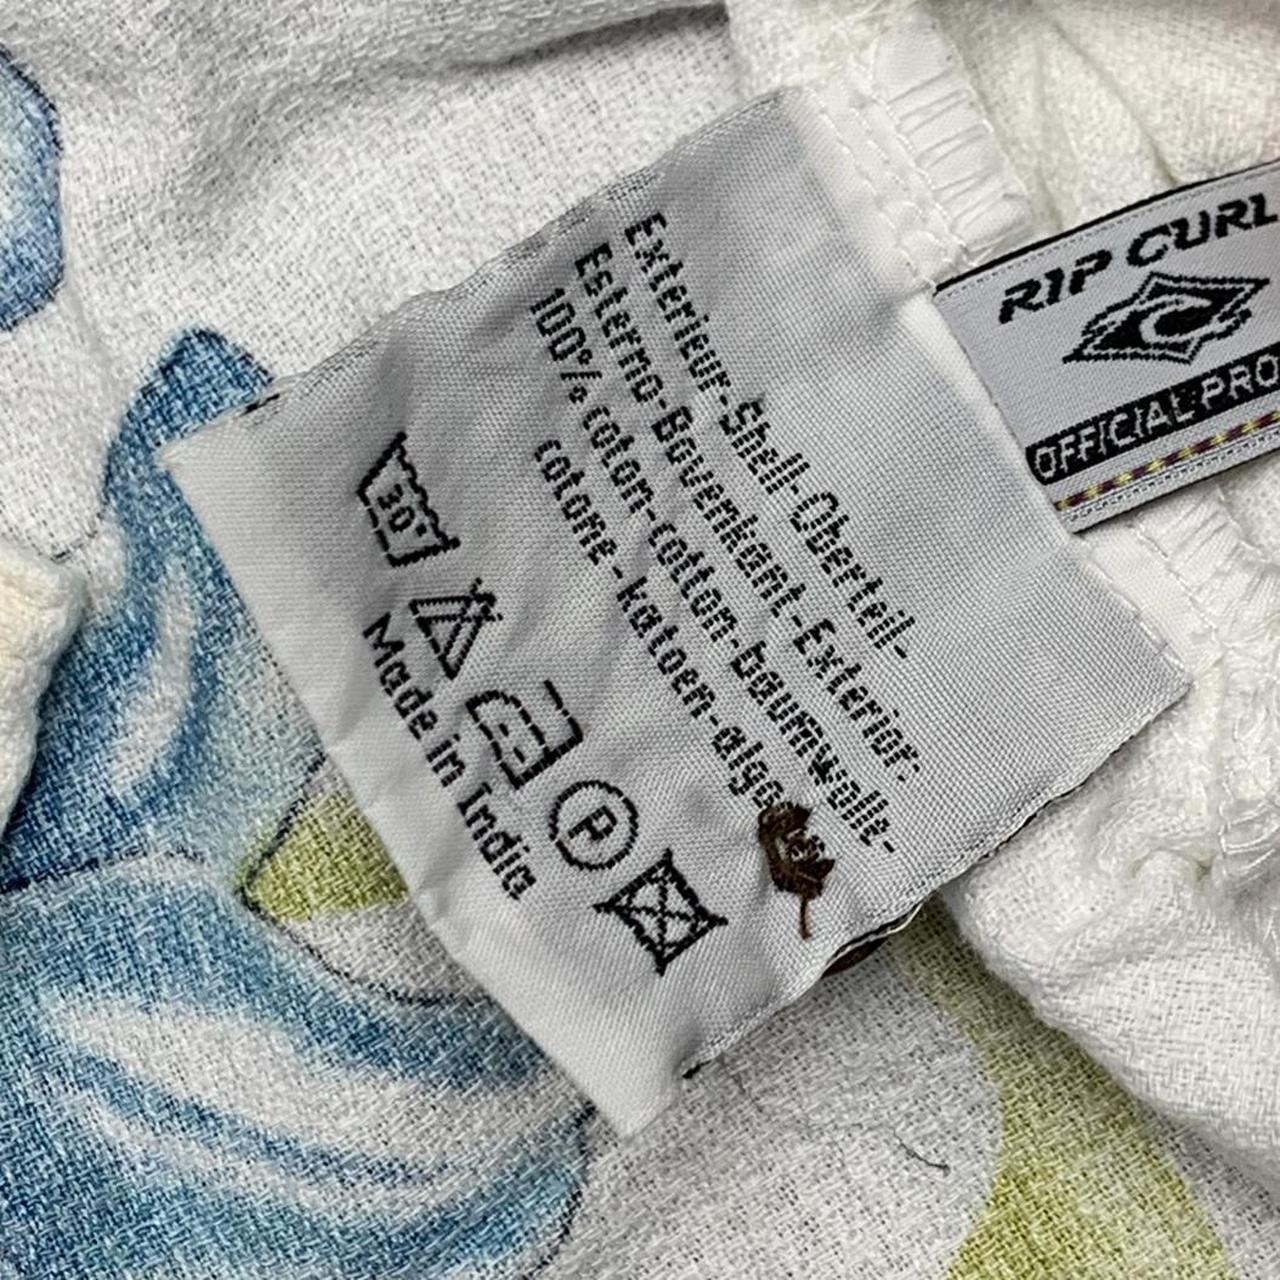 Exterieur-Shell-Oberteil-
Esterno-Bovenkant-Exterior:
100% coton-cotton-baumwolle-
cotone-katoen-
30°
P
Made in India
RIP CURL
OFFICIAL PRO